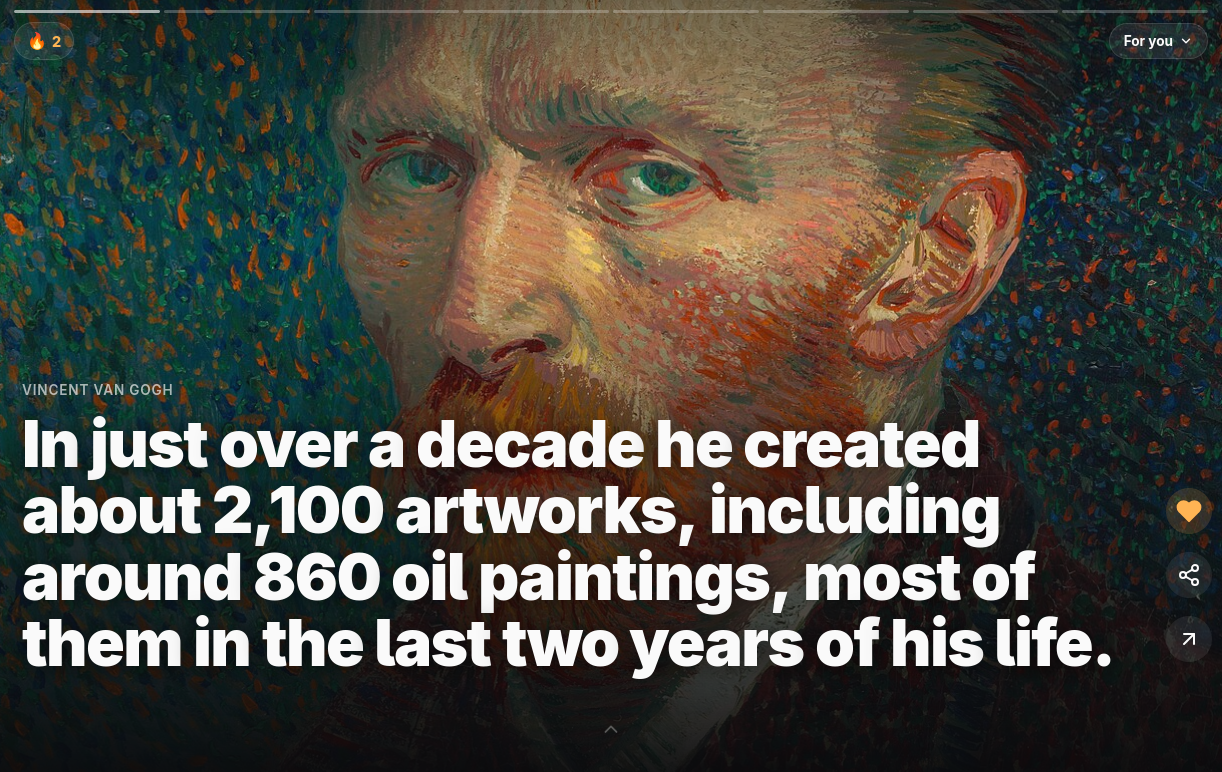 🔥 2
For you
VINCENT VAN GOGH
In just over a decade he created
about 2,100 artworks, including
around 860 oil paintings, most of
them in the last two years of his life.